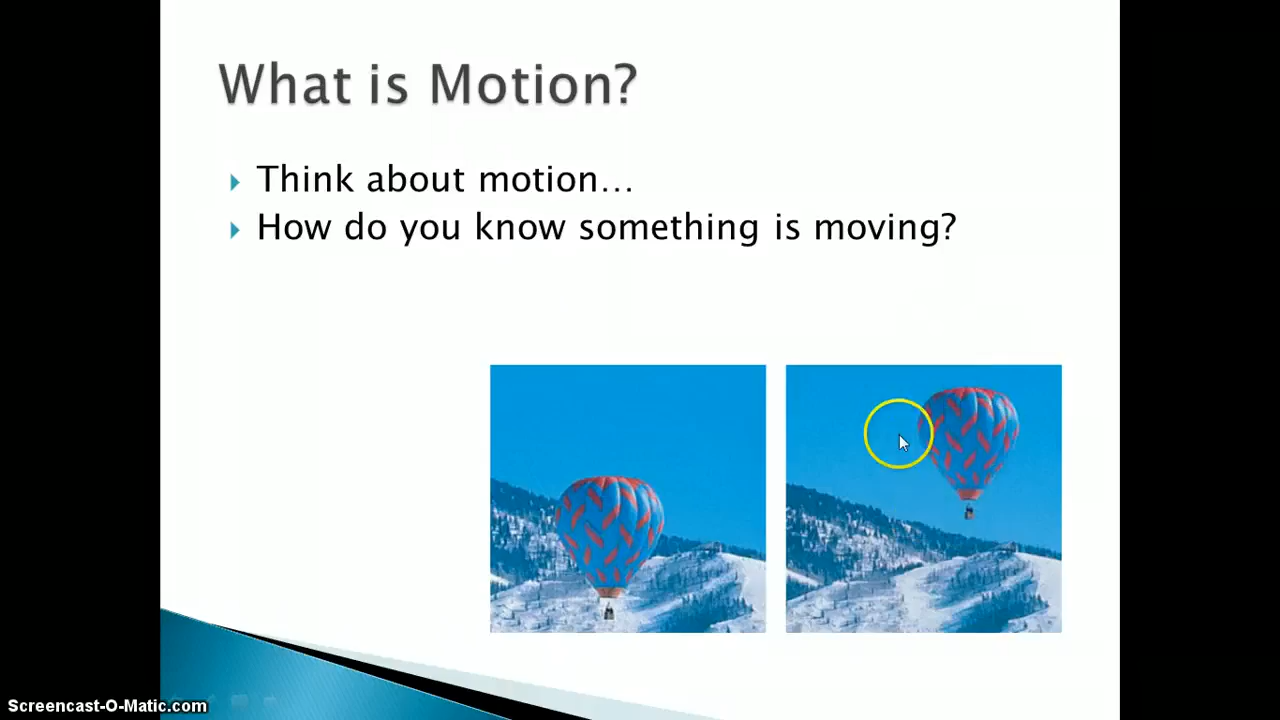 What is Motion?
Think about motion…
How do you know something is moving?
Screencast-O-Matic.com